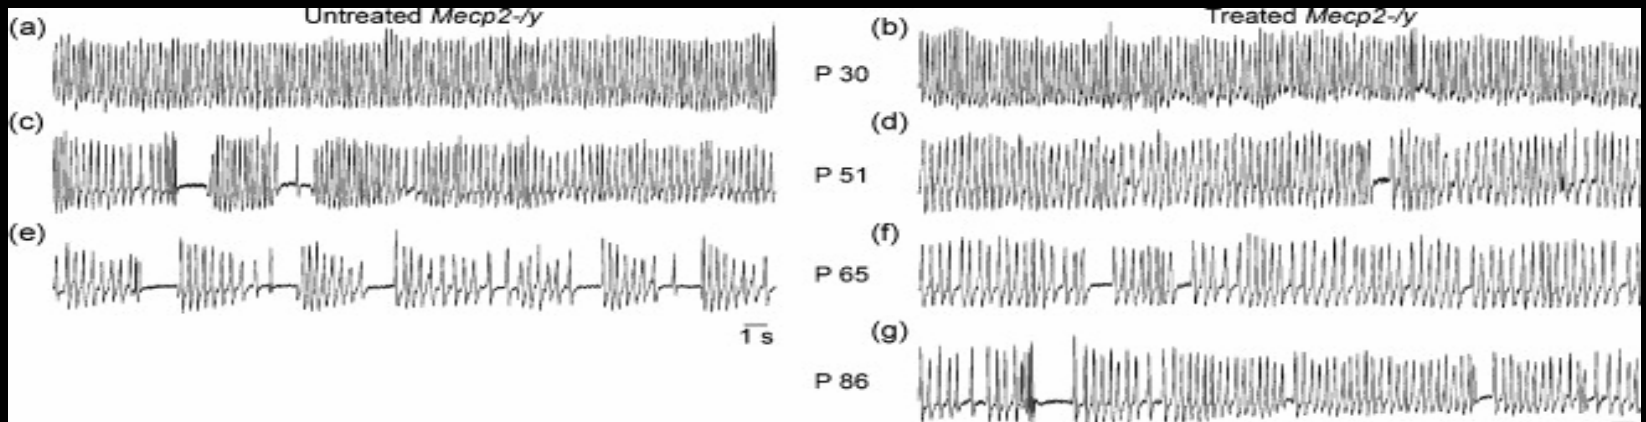 Untreated Mecp2-/y
Treated Mecp2-/y
(a)
(b)
P 30
(c)
(d)
P 51
(e)
(f)
P 65
1 s
(g)
P 86